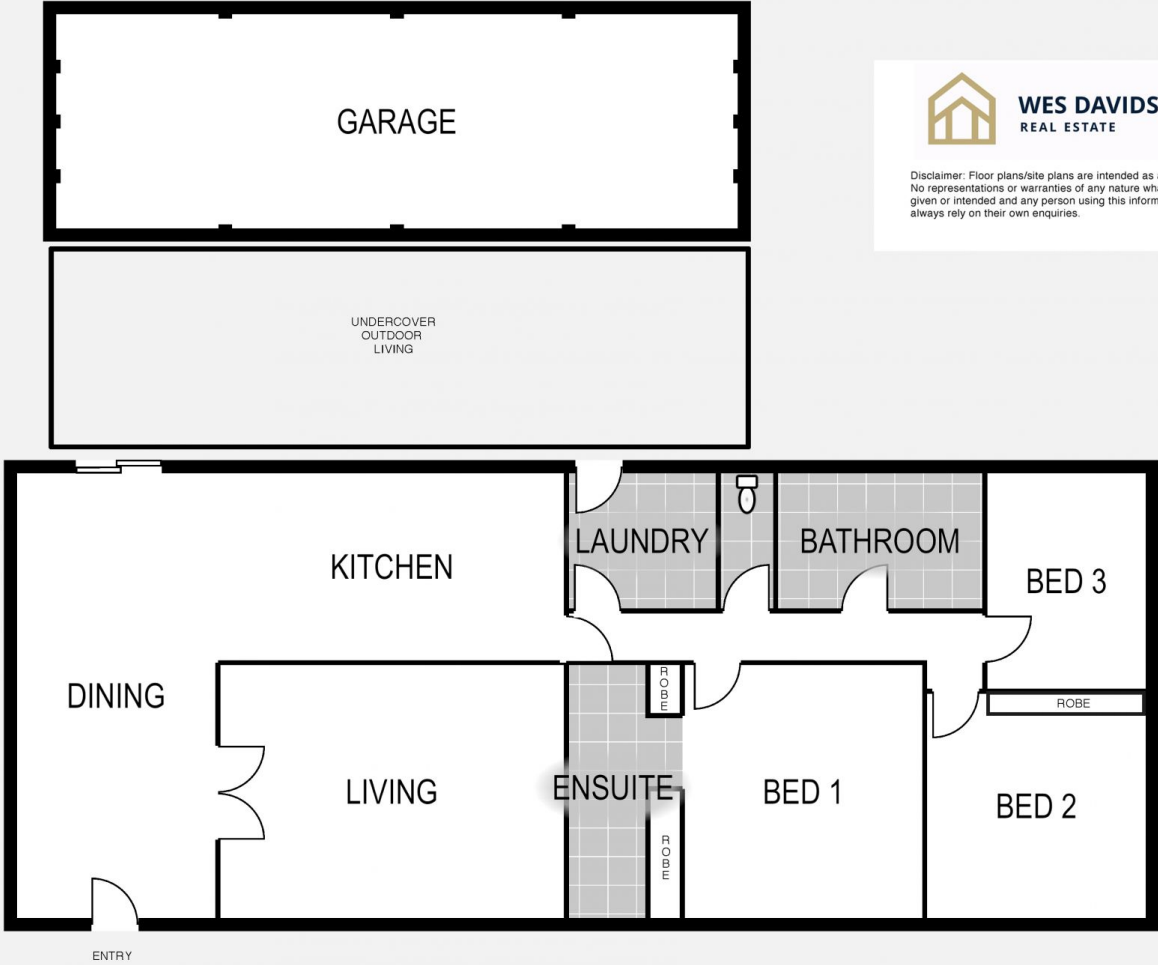 GARAGE
WES DAVIDS
REAL ESTATE
Disclaimer: Floor plans/site plans are intended as
No representations or warranties of any nature
given or intended and any person using this
always rely on their own enquiries.
UNDERCOVER
OUTDOOR
LIVING
KITCHEN
LAUNDRY
BATHROOM
BED 3
DINING
ROBE
ROBE
LIVING
ENSUITE
BED 1
BED 2
ROBE
ENTRY